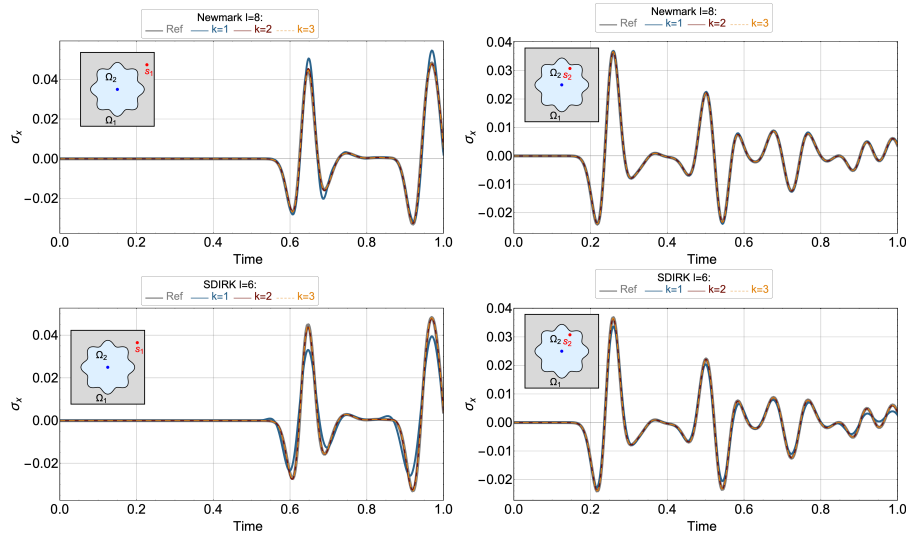 Newmark l=8:
Ref k=1 k=2 k=3
σx
0.04
0.02
0.00
−0.02
Ω2
s1
Ω1
0.0 0.2 0.4 0.6 0.8 1.0
Time
Newmark l=8:
Ref k=1 k=2 k=3
σx
0.04
0.03
0.02
0.01
0.00
−0.01
−0.02
Ω2 s2
Ω1
0.0 0.2 0.4 0.6 0.8 1.0
Time
SDIRK l=6:
Ref k=1 k=2 k=3
σx
0.04
0.02
0.00
−0.02
Ω2
s1
Ω1
0.0 0.2 0.4 0.6 0.8 1.0
Time
SDIRK l=6:
Ref k=1 k=2 k=3
σx
0.04
0.03
0.02
0.01
0.00
−0.01
−0.02
Ω2 s2
Ω1
0.0 0.2 0.4 0.6 0.8 1.0
Time